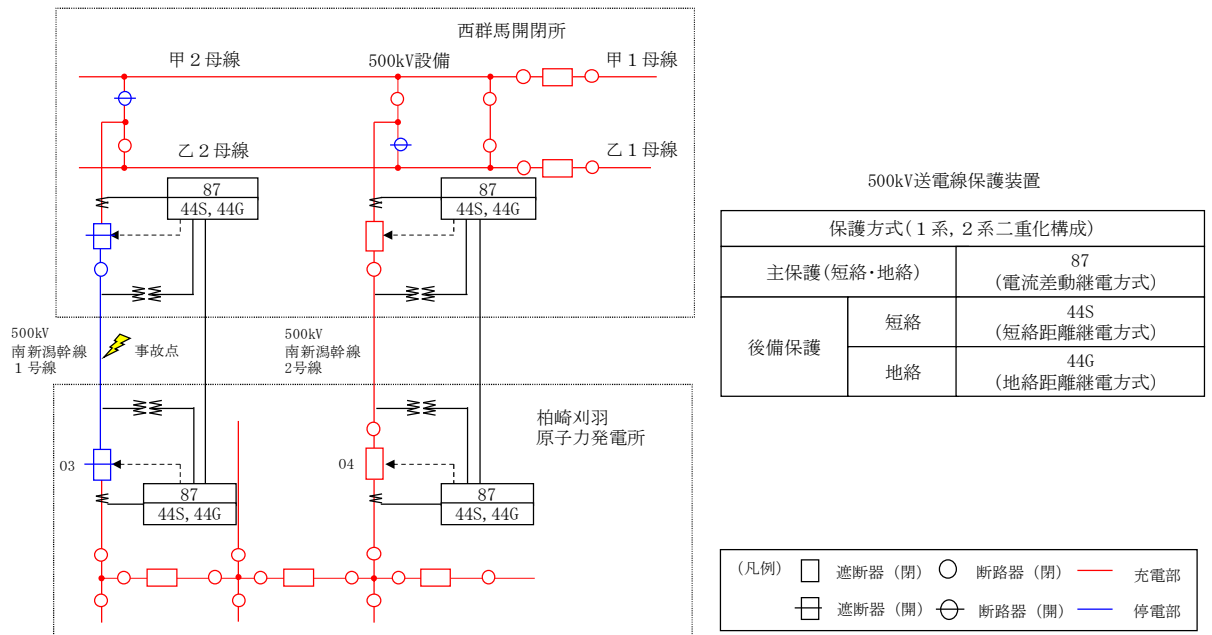 西群馬開閉所
甲２母線
500kV設備
甲１母線
乙２母線
乙１母線
87
44S, 44G
87
44S, 44G
500kV
南新潟幹線
１号線
事故点
500kV
南新潟幹線
2号線
柏崎刈羽
原子力発電所
03
04
87
44S, 44G
87
44S, 44G
500kV送電線保護装置
保護方式(１系, ２系二重化構成)
主保護(短絡・地絡)
87
(電流差動継電方式)
後備保護
短絡
44S
(短絡距離継電方式)
地絡
44G
(地絡距離継電方式)
(凡例)
遮断器（閉）
断路器（閉）
充電部
遮断器（開）
断路器（開）
停電部